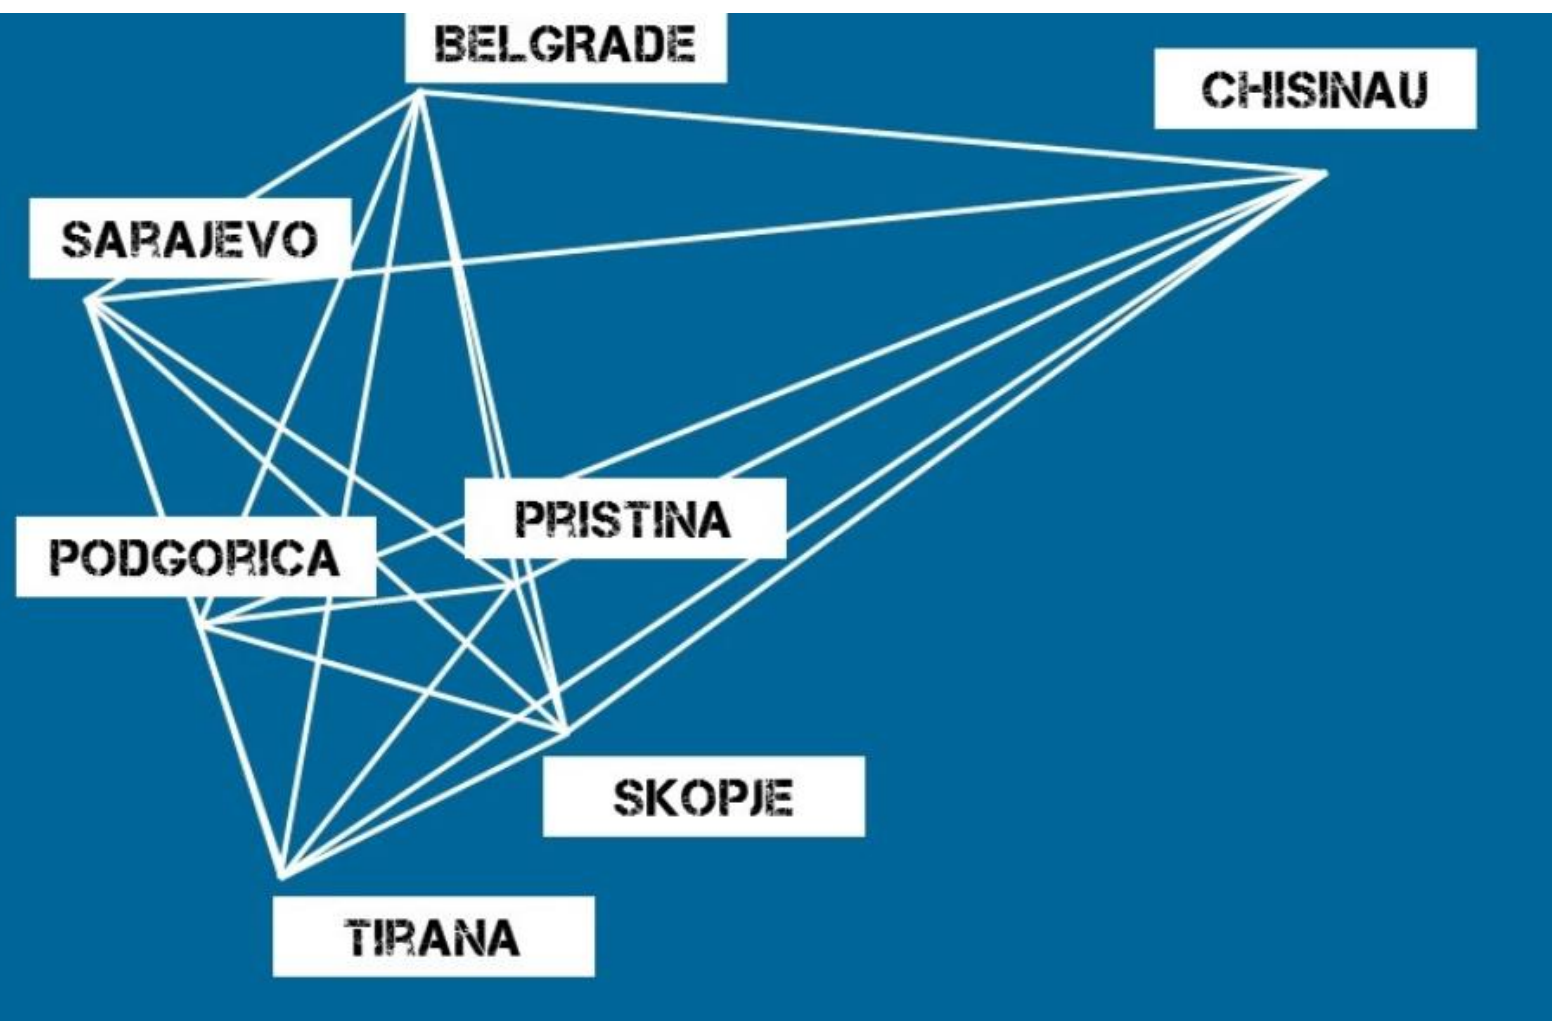 BELGRADE
CHISINAU
SARAJEVO
PRISTINA
PODGORICA
SKOPJE
TIRANA